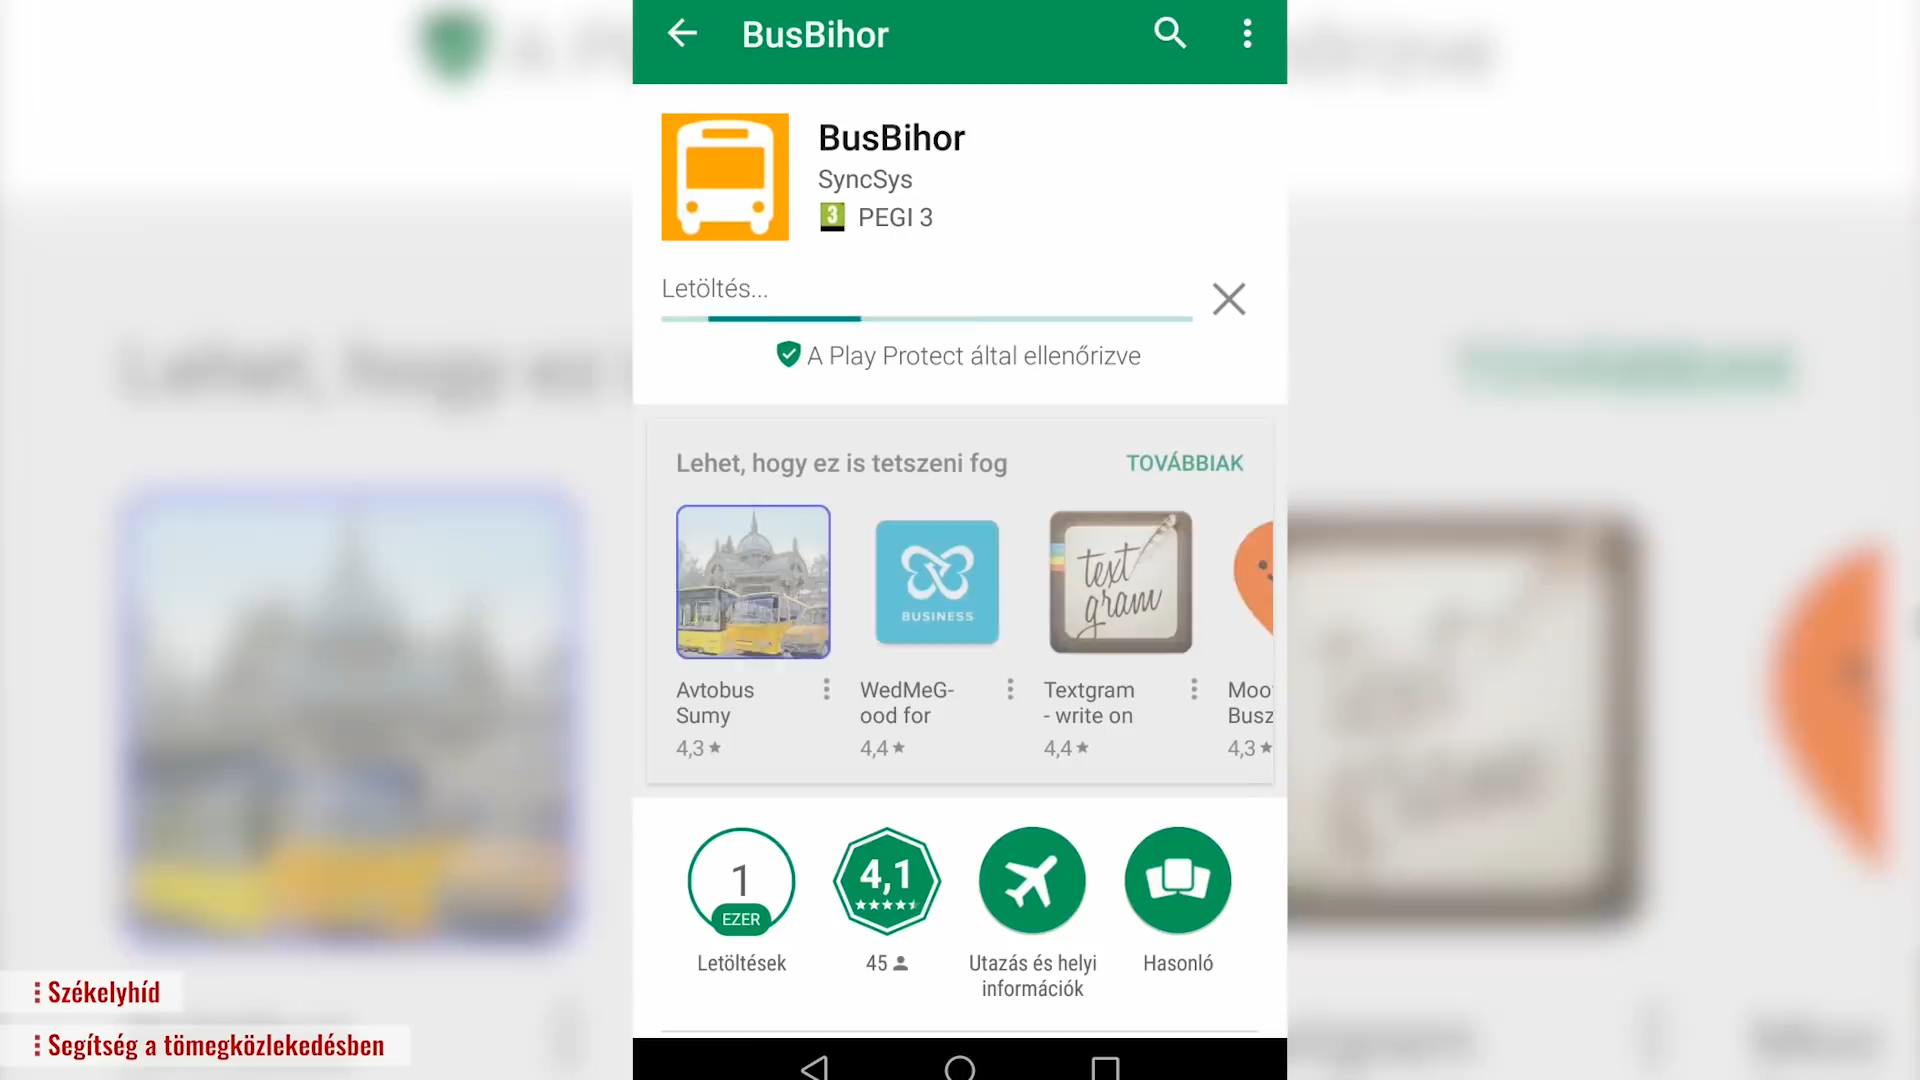 BusBihor
BusBihor
SyncSys
3 PEGI 3
Letöltés...
A Play Protect által ellenőrizve
Lehet, hogy ez is tetszeni fog
TOVÁBBIAK
BUSINESS
text
gram
Avtobus
Sumy
4,3
WedMeG-
ood for
4,4
Textgram
- write on
4,4
Moo
Busz
4,3
1
EZER
Letöltések
4,1
45
Utazás és helyi
információk
Hasonló
Székelyhíd
Segítség a tömegközlekedésben